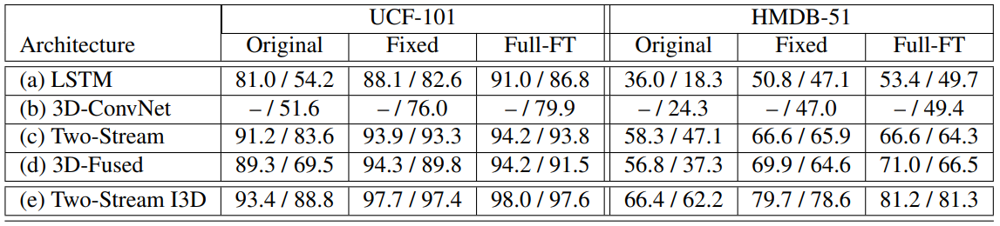 UCF-101 HMDB-51
Architecture Original Fixed Full-FT Original Fixed Full-FT
(a) LSTM 81.0 / 54.2 88.1 / 82.6 91.0 / 86.8 36.0 / 18.3 50.8 / 47.1 53.4 / 49.7
(b) 3D-ConvNet – / 51.6 – / 76.0 – / 79.9 – / 24.3 – / 47.0 – / 49.4
(c) Two-Stream 91.2 / 83.6 93.9 / 93.3 94.2 / 93.8 58.3 / 47.1 66.6 / 65.9 66.6 / 64.3
(d) 3D-Fused 89.3 / 69.5 94.3 / 89.8 94.2 / 91.5 56.8 / 37.3 69.9 / 64.6 71.0 / 66.5
(e) Two-Stream I3D 93.4 / 88.8 97.7 / 97.4 98.0 / 97.6 66.4 / 62.2 79.7 / 78.6 81.2 / 81.3